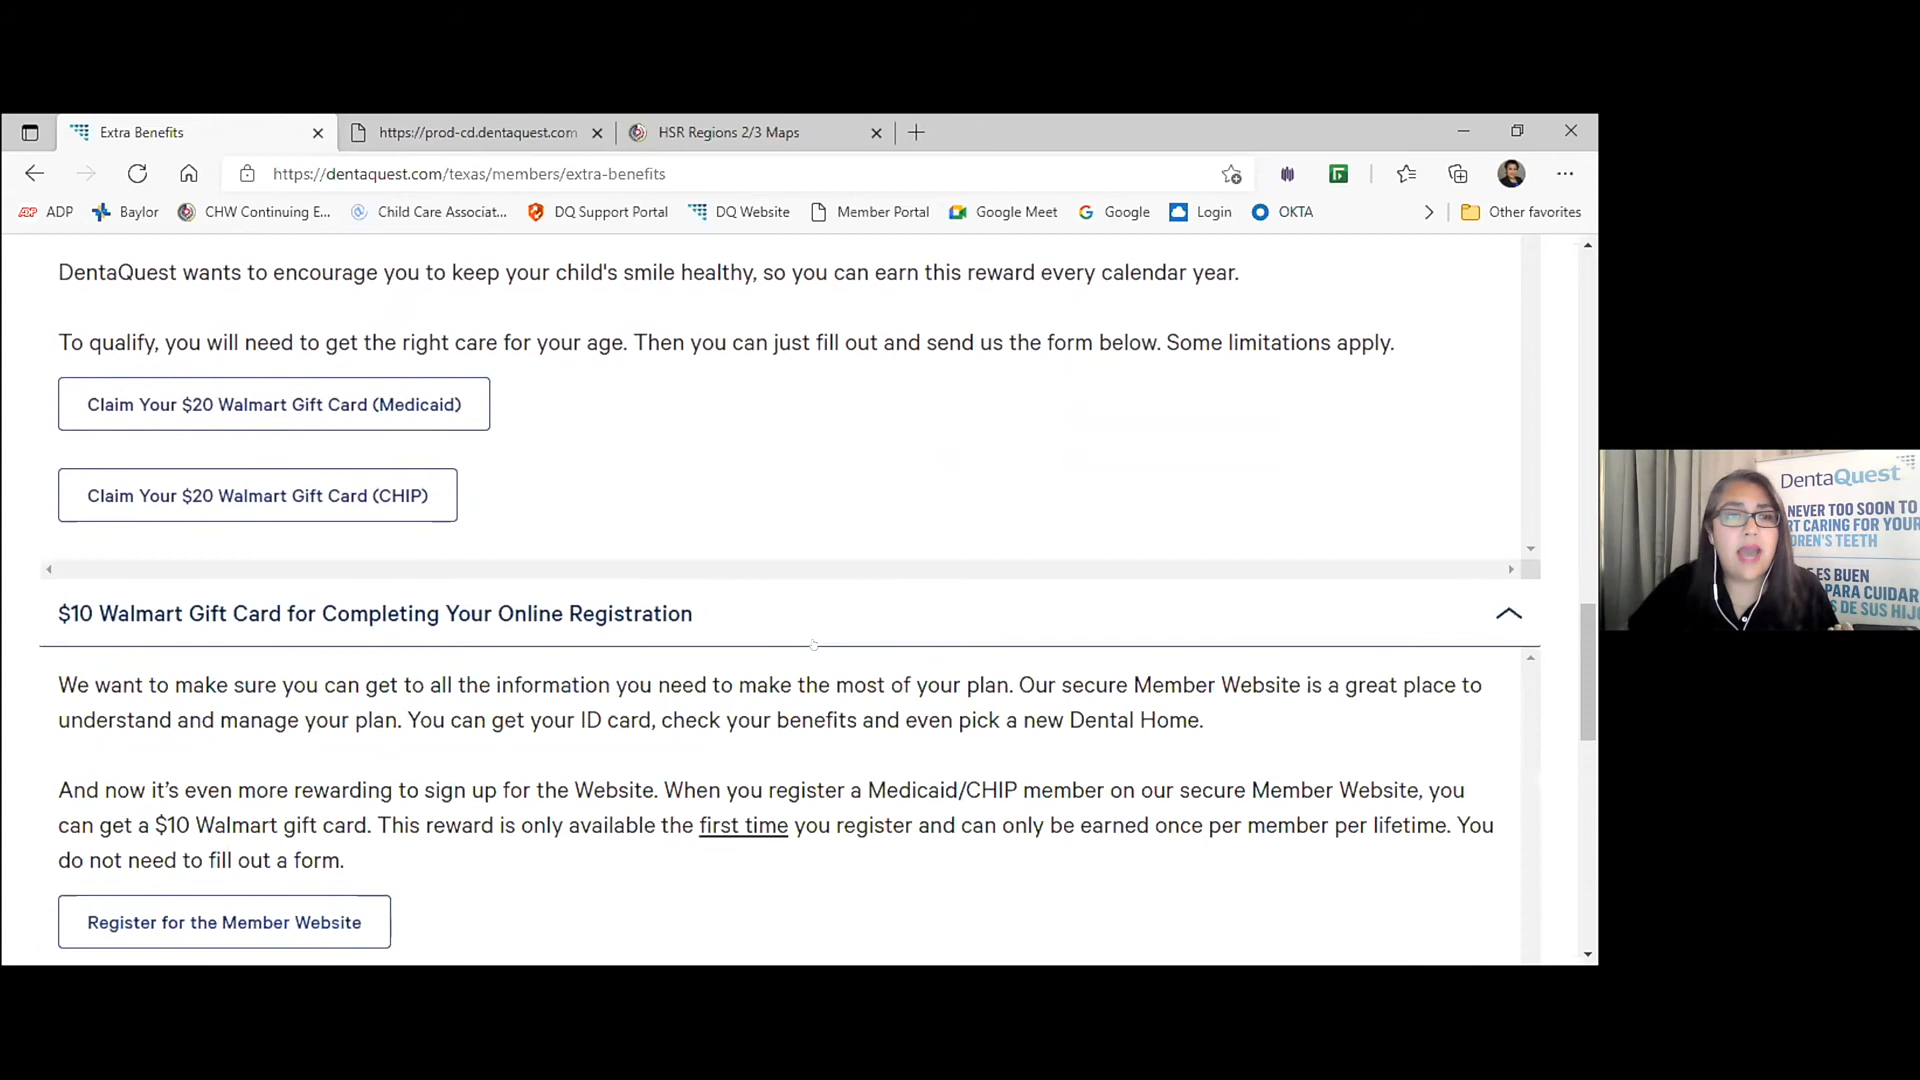 Extra Benefits
https://prod-cd.dentaquest.com
HSR Regions 2/3 Maps
https://dentaquest.com/texas/members/extra-benefits
ADP ADP
Baylor
CHW Continuing E...
Child Care Associat...
DQ Support Portal
DQ Website
Member Portal
Google Meet
G Google
Login
OKTA
Other favorites
DentaQuest wants to encourage you to keep your child's smile healthy, so you can earn this reward every calendar year.
To qualify, you will need to get the right care for your age. Then you can just fill out and send us the form below. Some limitations apply.
Claim Your $20 Walmart Gift Card (Medicaid)
Claim Your $20 Walmart Gift Card (CHIP)
$10 Walmart Gift Card for Completing Your Online Registration
We want to make sure you can get to all the information you need to make the most of your plan. Our secure Member Website is a great place to
understand and manage your plan. You can get your ID card, check your benefits and even pick a new Dental Home.
And now it’s even more rewarding to sign up for the Website. When you register a Medicaid/CHIP member on our secure Member Website, you
can get a $10 Walmart gift card. This reward is only available the first time you register and can only be earned once per member per lifetime. You
do not need to fill out a form.
Register for the Member Website
DentaQuest
NEVER TOO SOON TO
RT CARING FOR YOUR
DREN'S TEETH
ES BUEN
PARA CUIDAR
S DE SUS HIJO